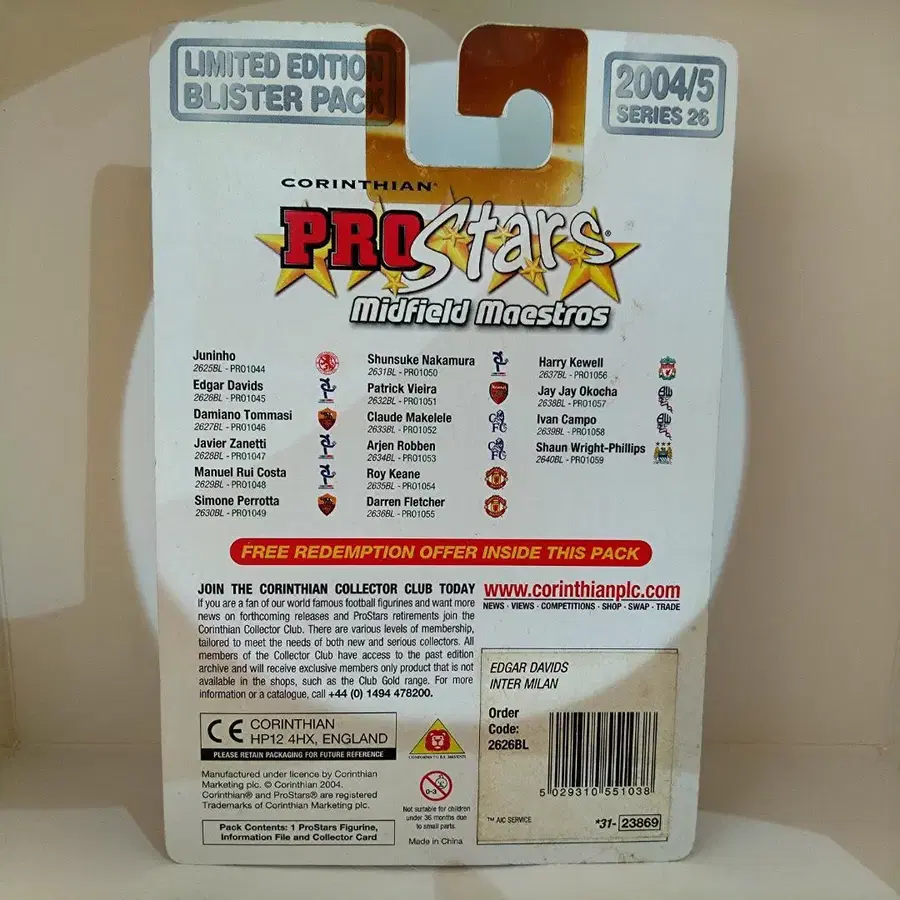 LIMITED EDITION
BLISTER PACK
2004/5
SERIES 26
CORINTHIAN
PROStars®
Midfield Maestros
Juninho
2625BL - PRO1044
Edgar Davids
2626BL - PRO1045
Damiano Tommasi
2627BL - PRO1046
Javier Zanetti
2628BL - PRO1047
Manuel Rui Costa
2629BL - PRO1048
Simone Perrotta
2630BL - PRO1049
Shunsuke Nakamura
2631BL - PRO1050
Patrick Vieira
2632BL - PRO1051
Claude Makelele
2633BL - PRO1052
Arjen Robben
2634BL - PRO1053
Roy Keane
2635BL - PRO1054
Darren Fletcher
2636BL - PRO1055
Harry Kewell
2637BL - PRO1056
Jay Jay Okocha
2638BL - PRO1057
Ivan Campo
2639BL - PRO1058
Shaun Wright-Phillips
2640BL - PRO1059
FREE REDEMPTION OFFER INSIDE THIS PACK
JOIN THE CORINTHIAN COLLECTOR CLUB TODAY
If you are a fan of our world famous football figurines and want more
news on forthcoming releases and ProStars retirements join the
Corinthian Collector Club. There are various levels of membership,
tailored to meet the needs of both new and serious collectors. All
members of the Collector Club have access to the past edition
archive and will receive exclusive members only product that is not
available in the shops, such as the Club Gold range. For more
information or a catalogue, call +44 (0) 1494 478200.
www.corinthianplc.com
NEWS · VIEWS · COMPETITIONS · SHOP · SWAP · TRADE
CE CORINTHIAN
HP12 4HX, ENGLAND
PLEASE RETAIN PACKAGING FOR FUTURE REFERENCE
Manufactured under licence by Corinthian
Marketing plc. © Corinthian 2004.
Corinthian® and ProStars® are registered
Trademarks of Corinthian Marketing plc.
Pack Contents: 1 ProStars Figurine,
Information File and Collector Card
0-3
Not suitable for children
under 36 months due
to small parts.
Made in China
EDGAR DAVIDS
INTER MILAN
Order
Code:
2626BL
5 029310 551038
™ AIC SERVICE
*31- 23869